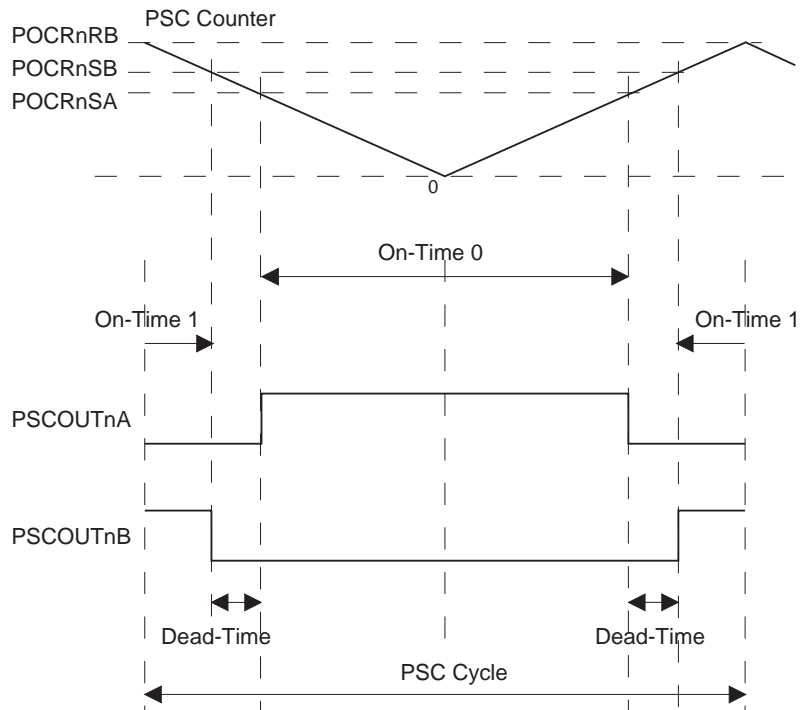 PSC Counter
POCRnRB
POCRnSB
POCRnSA
0
On-Time 0
On-Time 1
On-Time 1
PSCOUTnA
PSCOUTnB
Dead-Time
Dead-Time
PSC Cycle